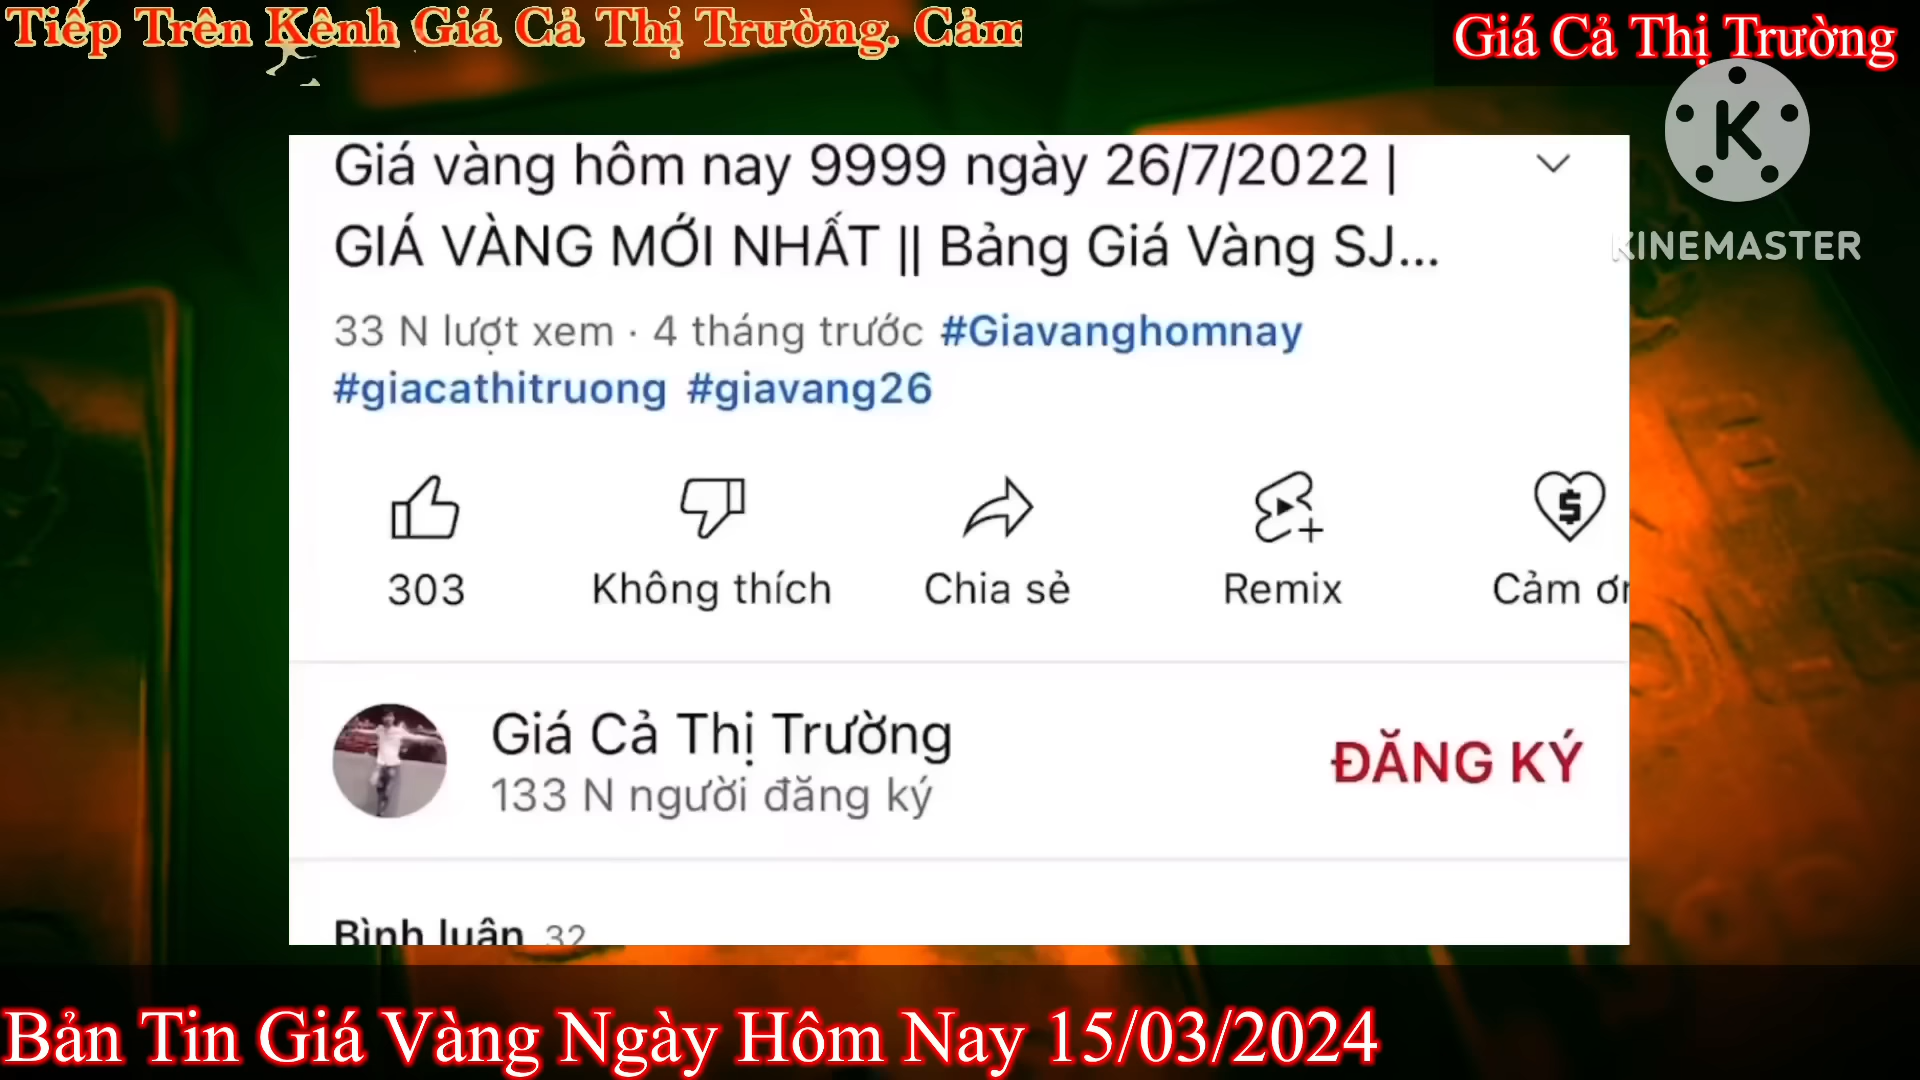 Tiếp Trên Kênh Giá Cả Thị Trường. Cảm
Giá Cả Thị Trường
K
KINEMASTER
Giá vàng hôm nay 9999 ngày 26/7/2022 |
GIÁ VÀNG MỚI NHẤT || Bảng Giá Vàng SJ...
33 N lượt xem · 4 tháng trước #Giavanghomnay
#giacathitruong #giavang26
303 Không thích Chia sẻ Remix Cảm ơn
Giá Cả Thị Trường
133 N người đăng ký
ĐĂNG KÝ
Bình luận 32
Bản Tin Giá Vàng Ngày Hôm Nay 15/03/2024